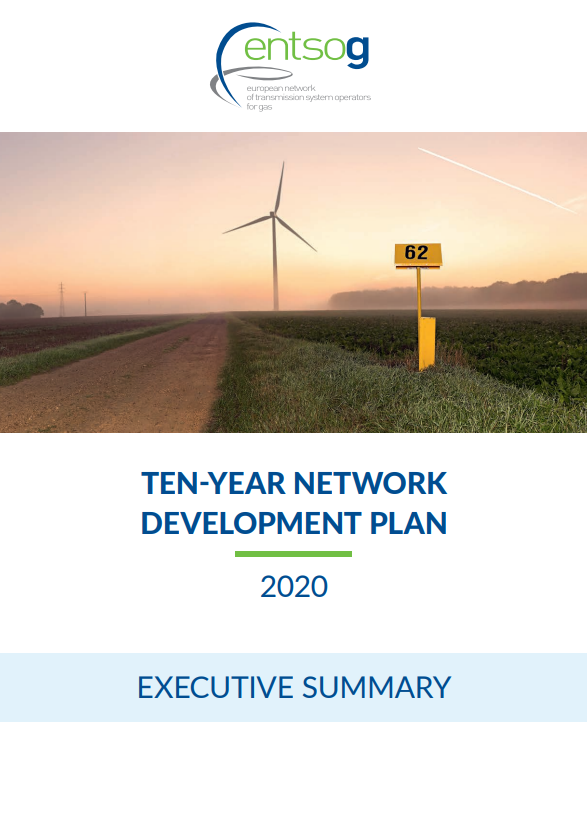 entsog
european network
of transmission system operators
for gas
62
TEN-YEAR NETWORK
DEVELOPMENT PLAN
2020
EXECUTIVE SUMMARY